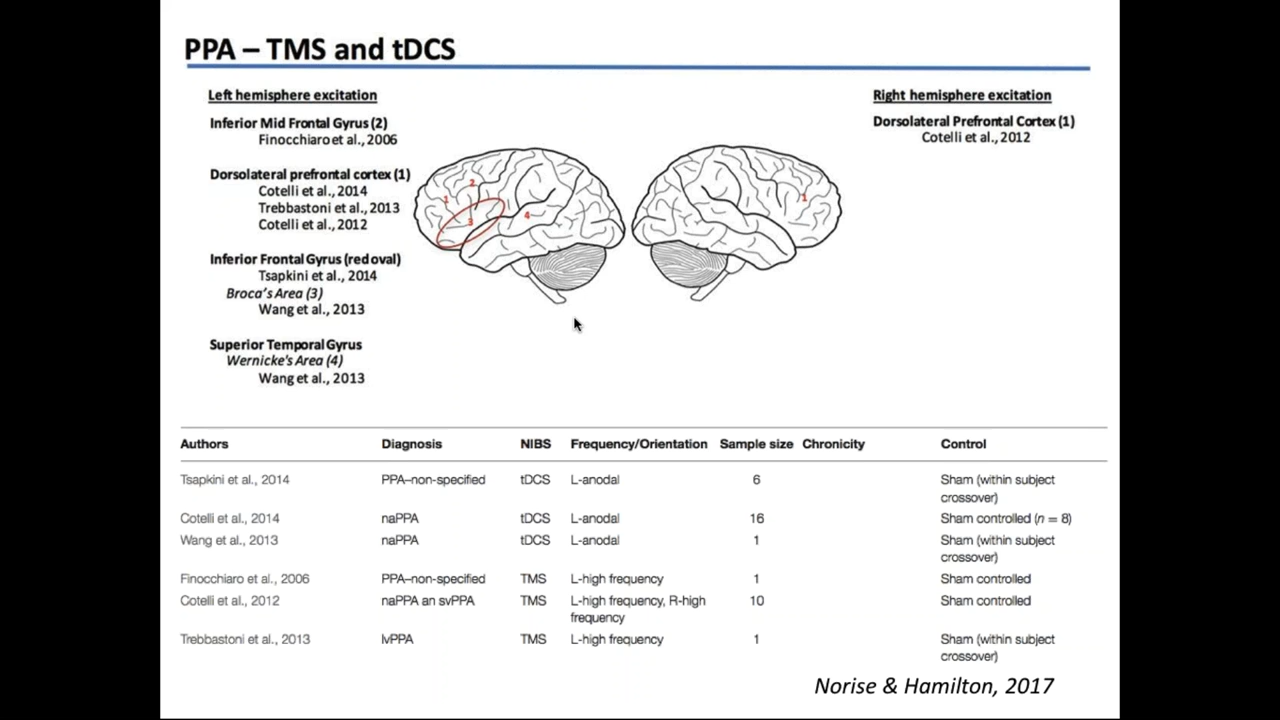 PPA – TMS and tDCS
Left hemisphere excitation
Inferior Mid Frontal Gyrus (2)
Finocchiaro et al., 2006
Dorsolateral prefrontal cortex (1)
Cotelli et al., 2014
Trebbastoni et al., 2013
Cotelli et al., 2012
Inferior Frontal Gyrus (red oval)
Tsapkini et al., 2014
Broca's Area (3)
Wang et al., 2013
Superior Temporal Gyrus
Wernicke's Area (4)
Wang et al., 2013
2
1
3
4
1
Right hemisphere excitation
Dorsolateral Prefrontal Cortex (1)
Cotelli et al., 2012
Authors Diagnosis NIBS Frequency/Orientation Sample size Chronicity Control
Tsapkini et al., 2014 PPA–non-specified tDCS L-anodal 6 Sham (within subject
crossover)
Cotelli et al., 2014 naPPA tDCS L-anodal 16 Sham controlled (n = 8)
Wang et al., 2013 naPPA tDCS L-anodal 1 Sham (within subject
crossover)
Finocchiaro et al., 2006 PPA–non-specified TMS L-high frequency 1 Sham controlled
Cotelli et al., 2012 naPPA an svPPA TMS L-high frequency, R-high 10 Sham controlled
frequency
Trebbastoni et al., 2013 lvPPA TMS L-high frequency 1 Sham (within subject
crossover)
Norise & Hamilton, 2017